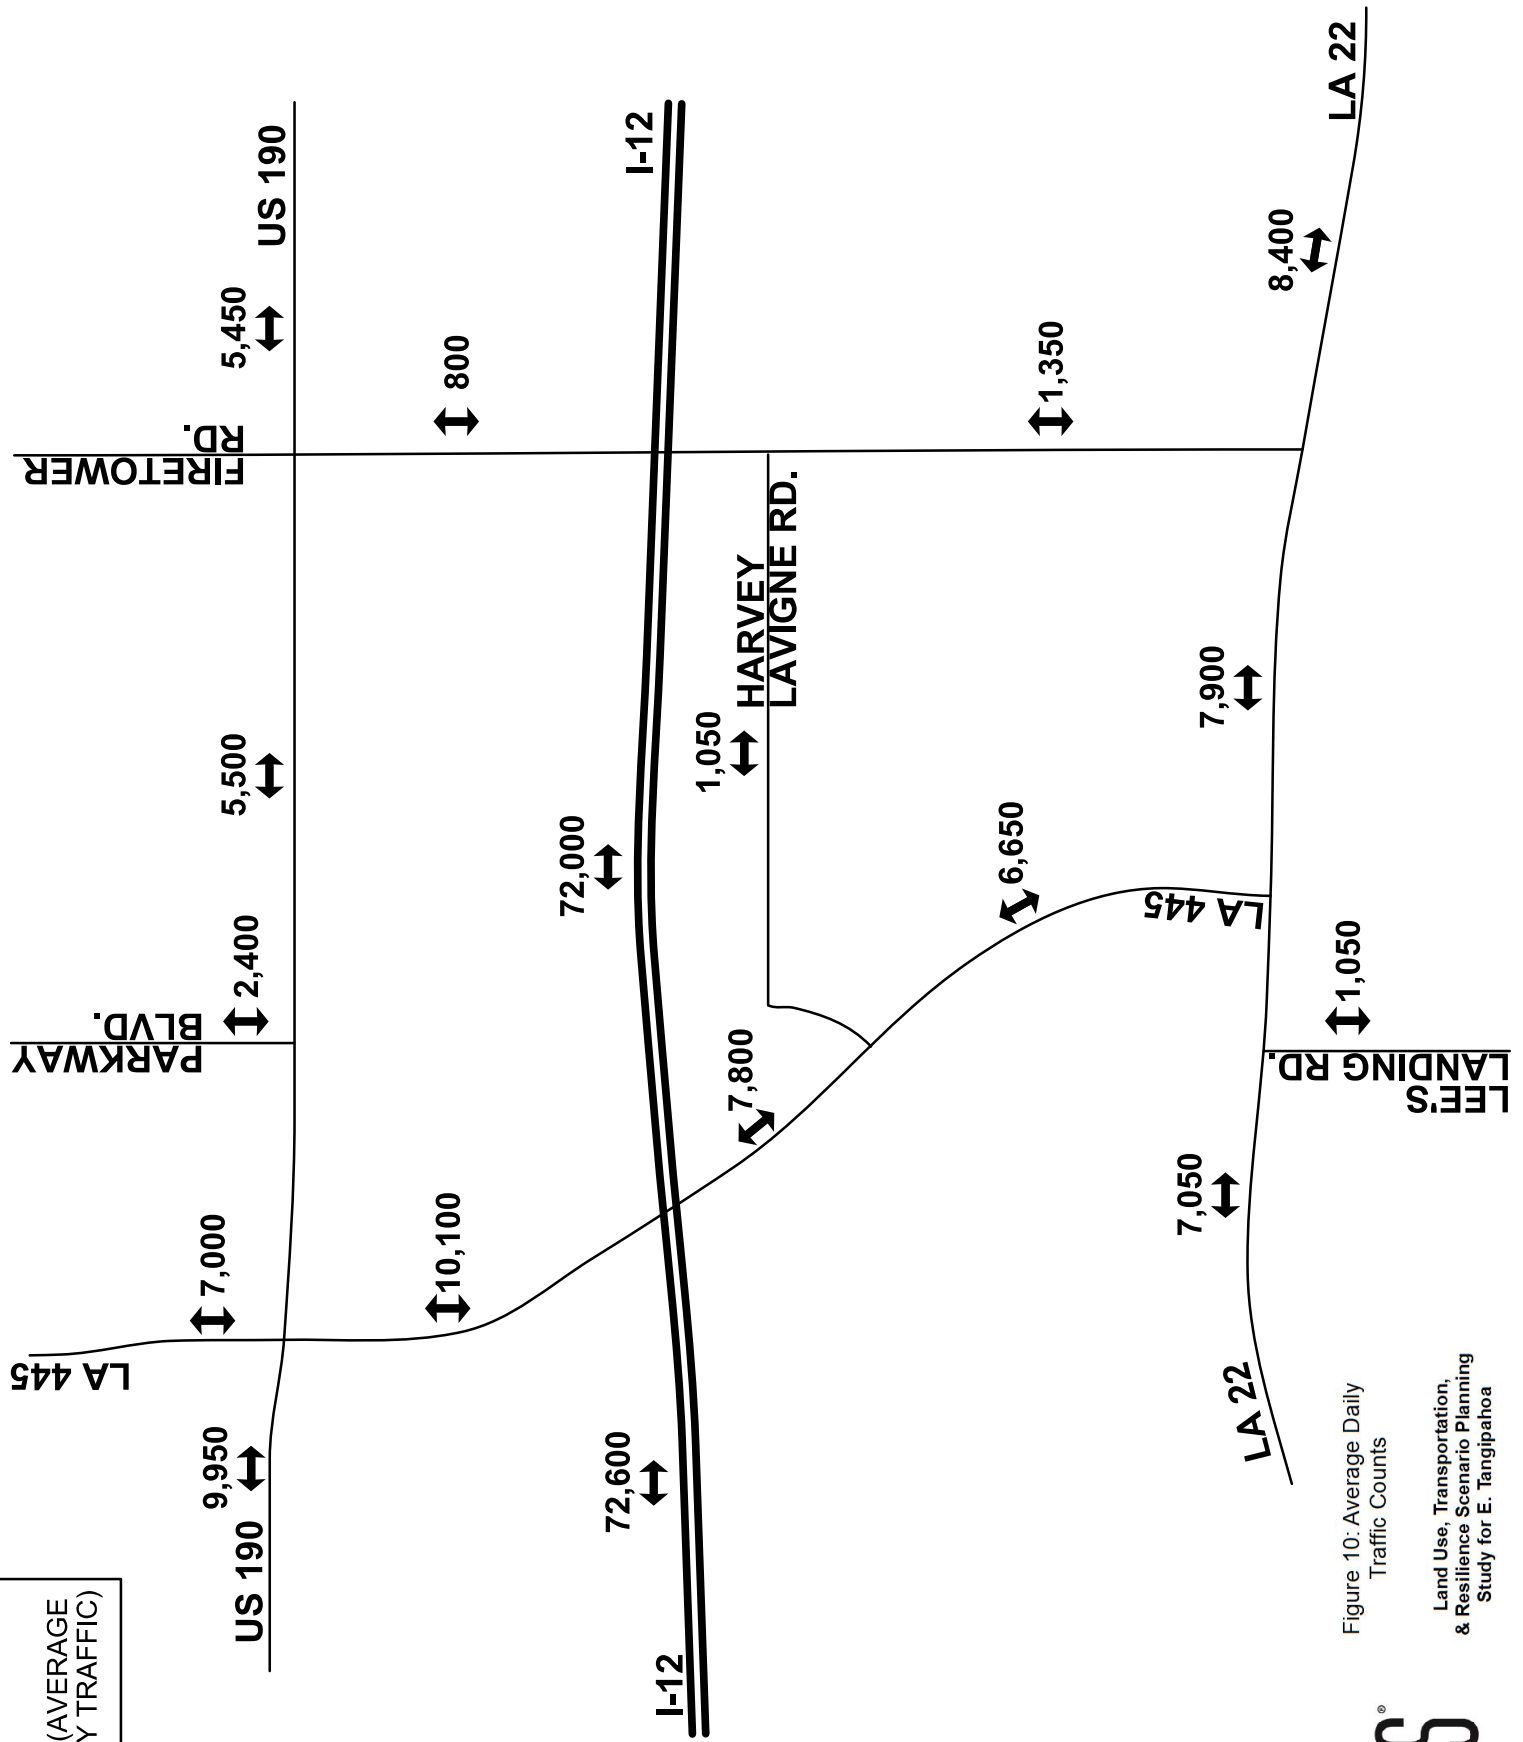 (AVERAGE
Y TRAFFIC)
US 190
9,950
LA 445
7,000
PARKWAY
BLVD.
2,400
5,500
FIRETOWER
RD.
5,450
US 190
10,100
800
I-12
72,600
72,000
I-12
7,800
1,050
HARVEY
LAVIGNE RD.
6,650
1,350
LA 445
LA 22
7,050
LEE'S
LANDING RD.
1,050
7,900
8,400
LA 22
Figure 10: Average Daily
Traffic Counts
Land Use, Transportation,
& Resilience Scenario Planning
Study for E. Tangipahoa
®